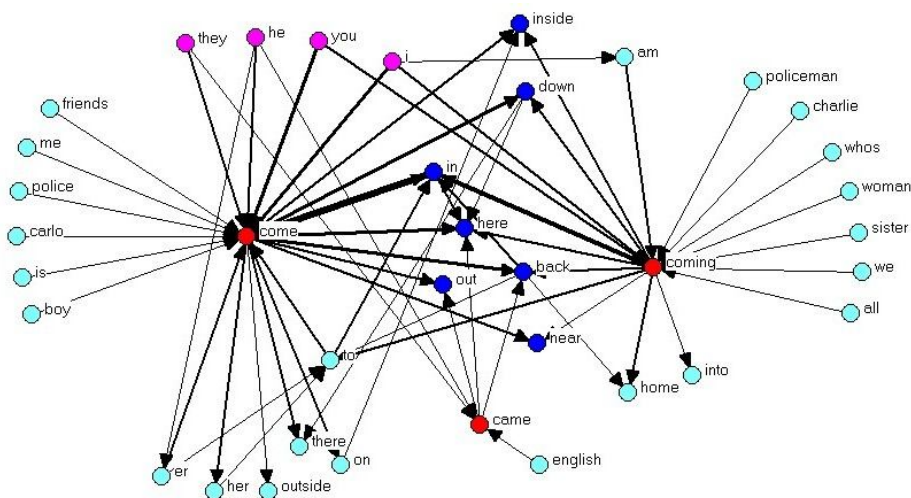 inside
they
he
you
i
am
policeman
down
friends
charlie
me
whos
in
police
woman
come
here
carlo
sister
coming
back
is
out
we
boy
all
near
to
into
home
came
there
er
on
english
her
outside